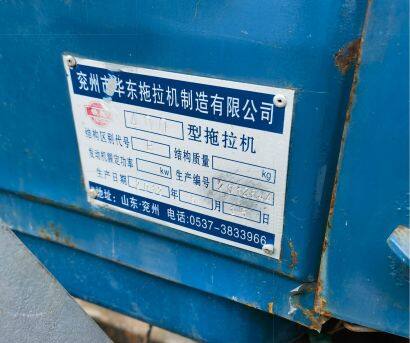 兖州市华东拖拉机制造有限公司
型拖拉机
结构区别代号 结构质量 kg
发动机额定功率 kw 生产编号
生产日期 年 月 日
地址:山东·兖州 电话:0537-3833966